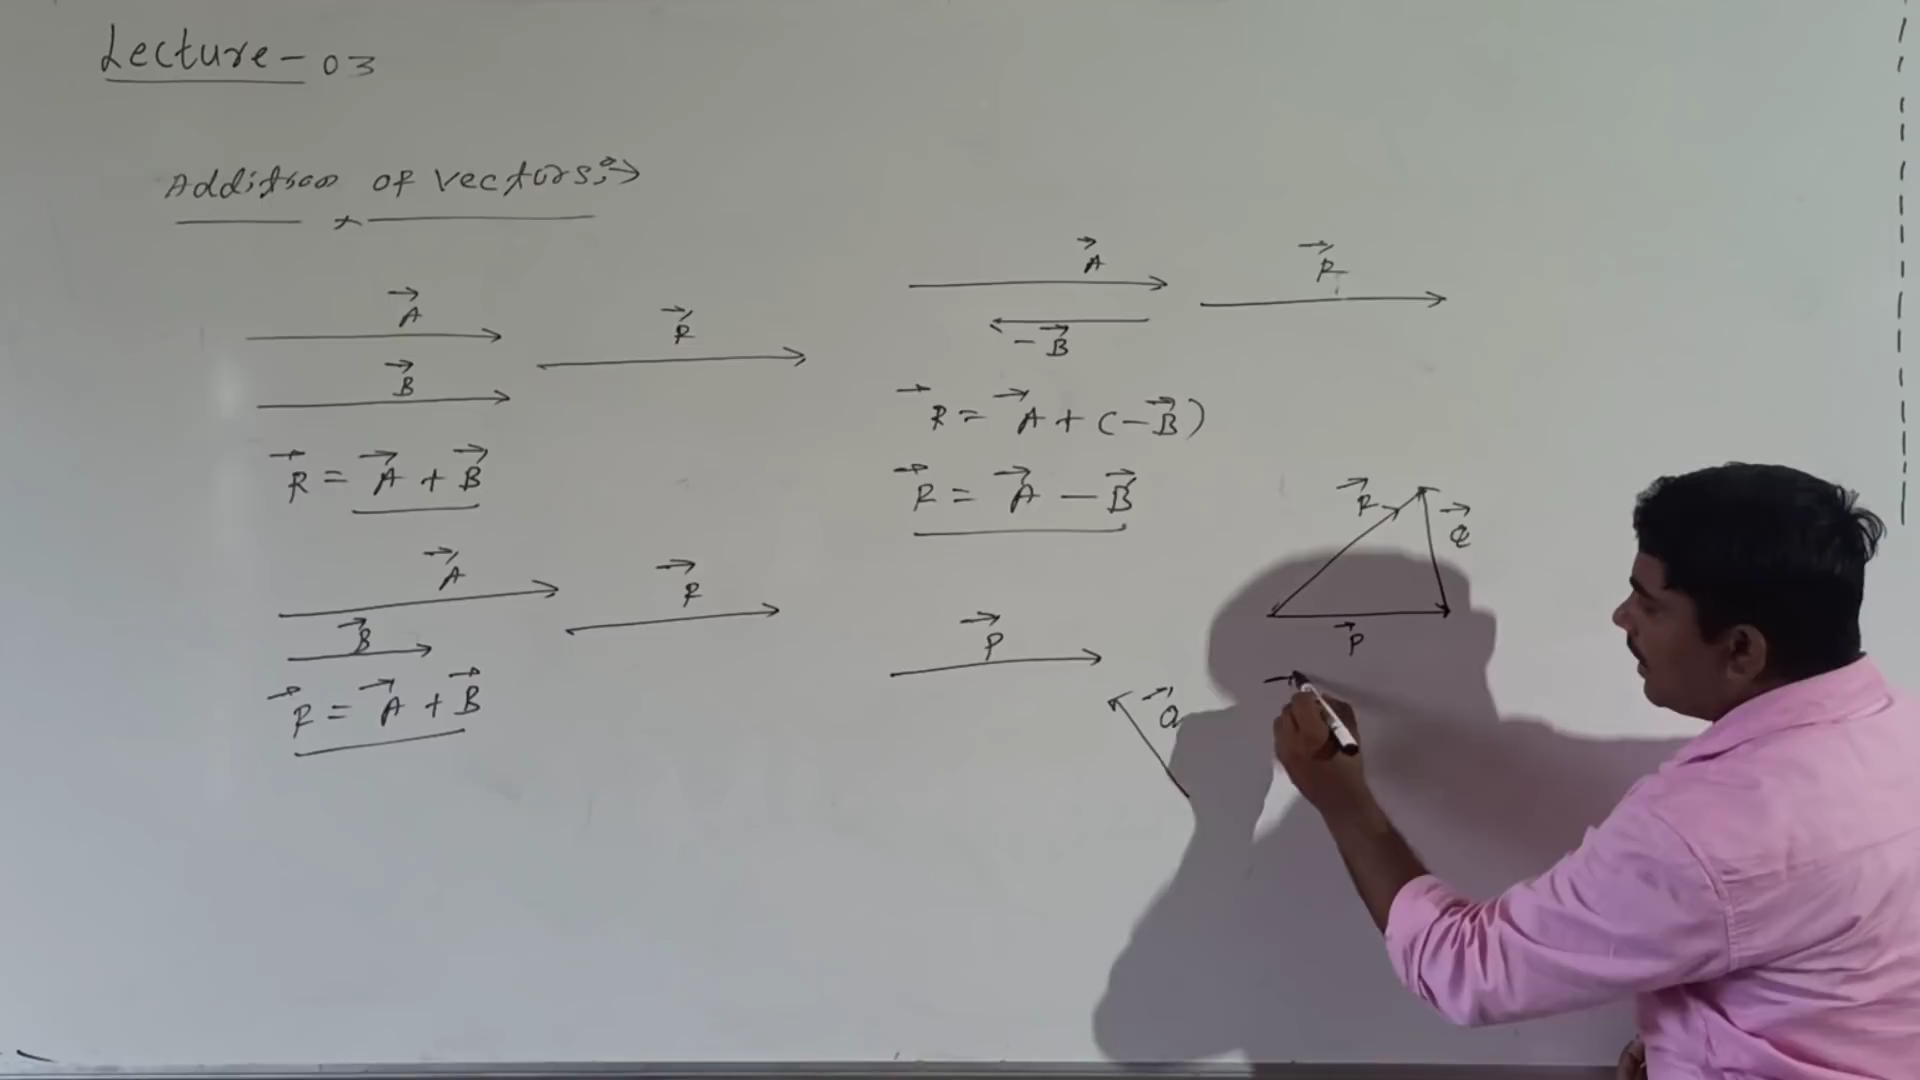 Lecture - 03
Addition of vectors:→
→A
→R
→B
→R = →A + →B
→A
→R
→B
→R = →A + →B
→A
→R
-→B
→R = →A + (-→B)
→R = →A - →B
→R
→Q
→P
→P
→Q